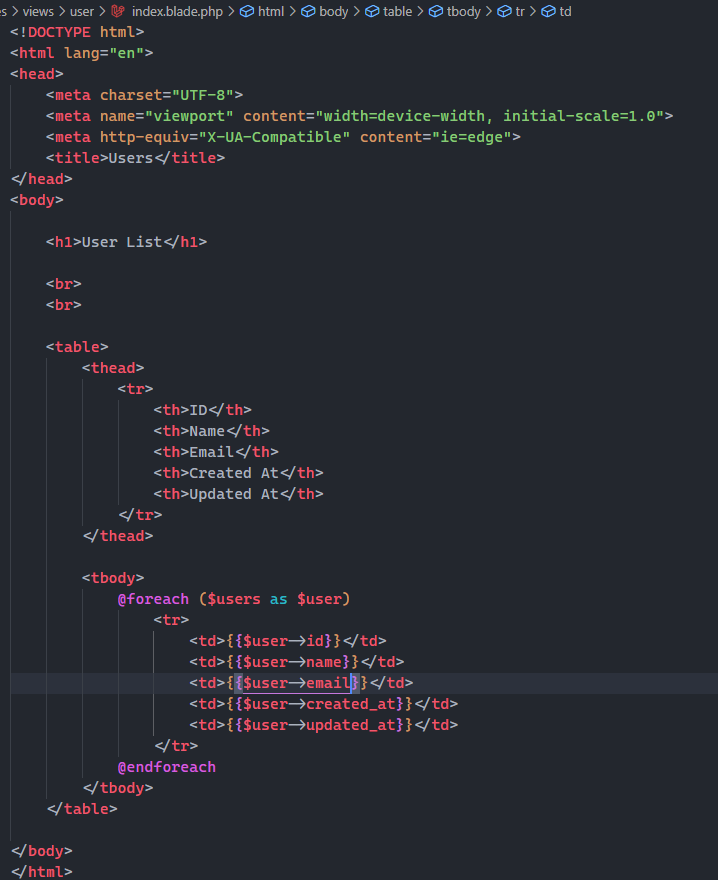 es > views > user > index.blade.php > html > body > table > tbody > tr > td
<!DOCTYPE html>
<html lang="en">
<head>
    <meta charset="UTF-8">
    <meta name="viewport" content="width=device-width, initial-scale=1.0">
    <meta http-equiv="X-UA-Compatible" content="ie=edge">
    <title>Users</title>
</head>
<body>

    <h1>User List</h1>

    <br>
    <br>

    <table>
        <thead>
            <tr>
                <th>ID</th>
                <th>Name</th>
                <th>Email</th>
                <th>Created At</th>
                <th>Updated At</th>
            </tr>
        </thead>

        <tbody>
            @foreach ($users as $user)
                <tr>
                    <td>{{$user->id}}</td>
                    <td>{{$user->name}}</td>
                    <td>{{$user->email}}</td>
                    <td>{{$user->created_at}}</td>
                    <td>{{$user->updated_at}}</td>
                </tr>
            @endforeach
        </tbody>
    </table>

</body>
</html>